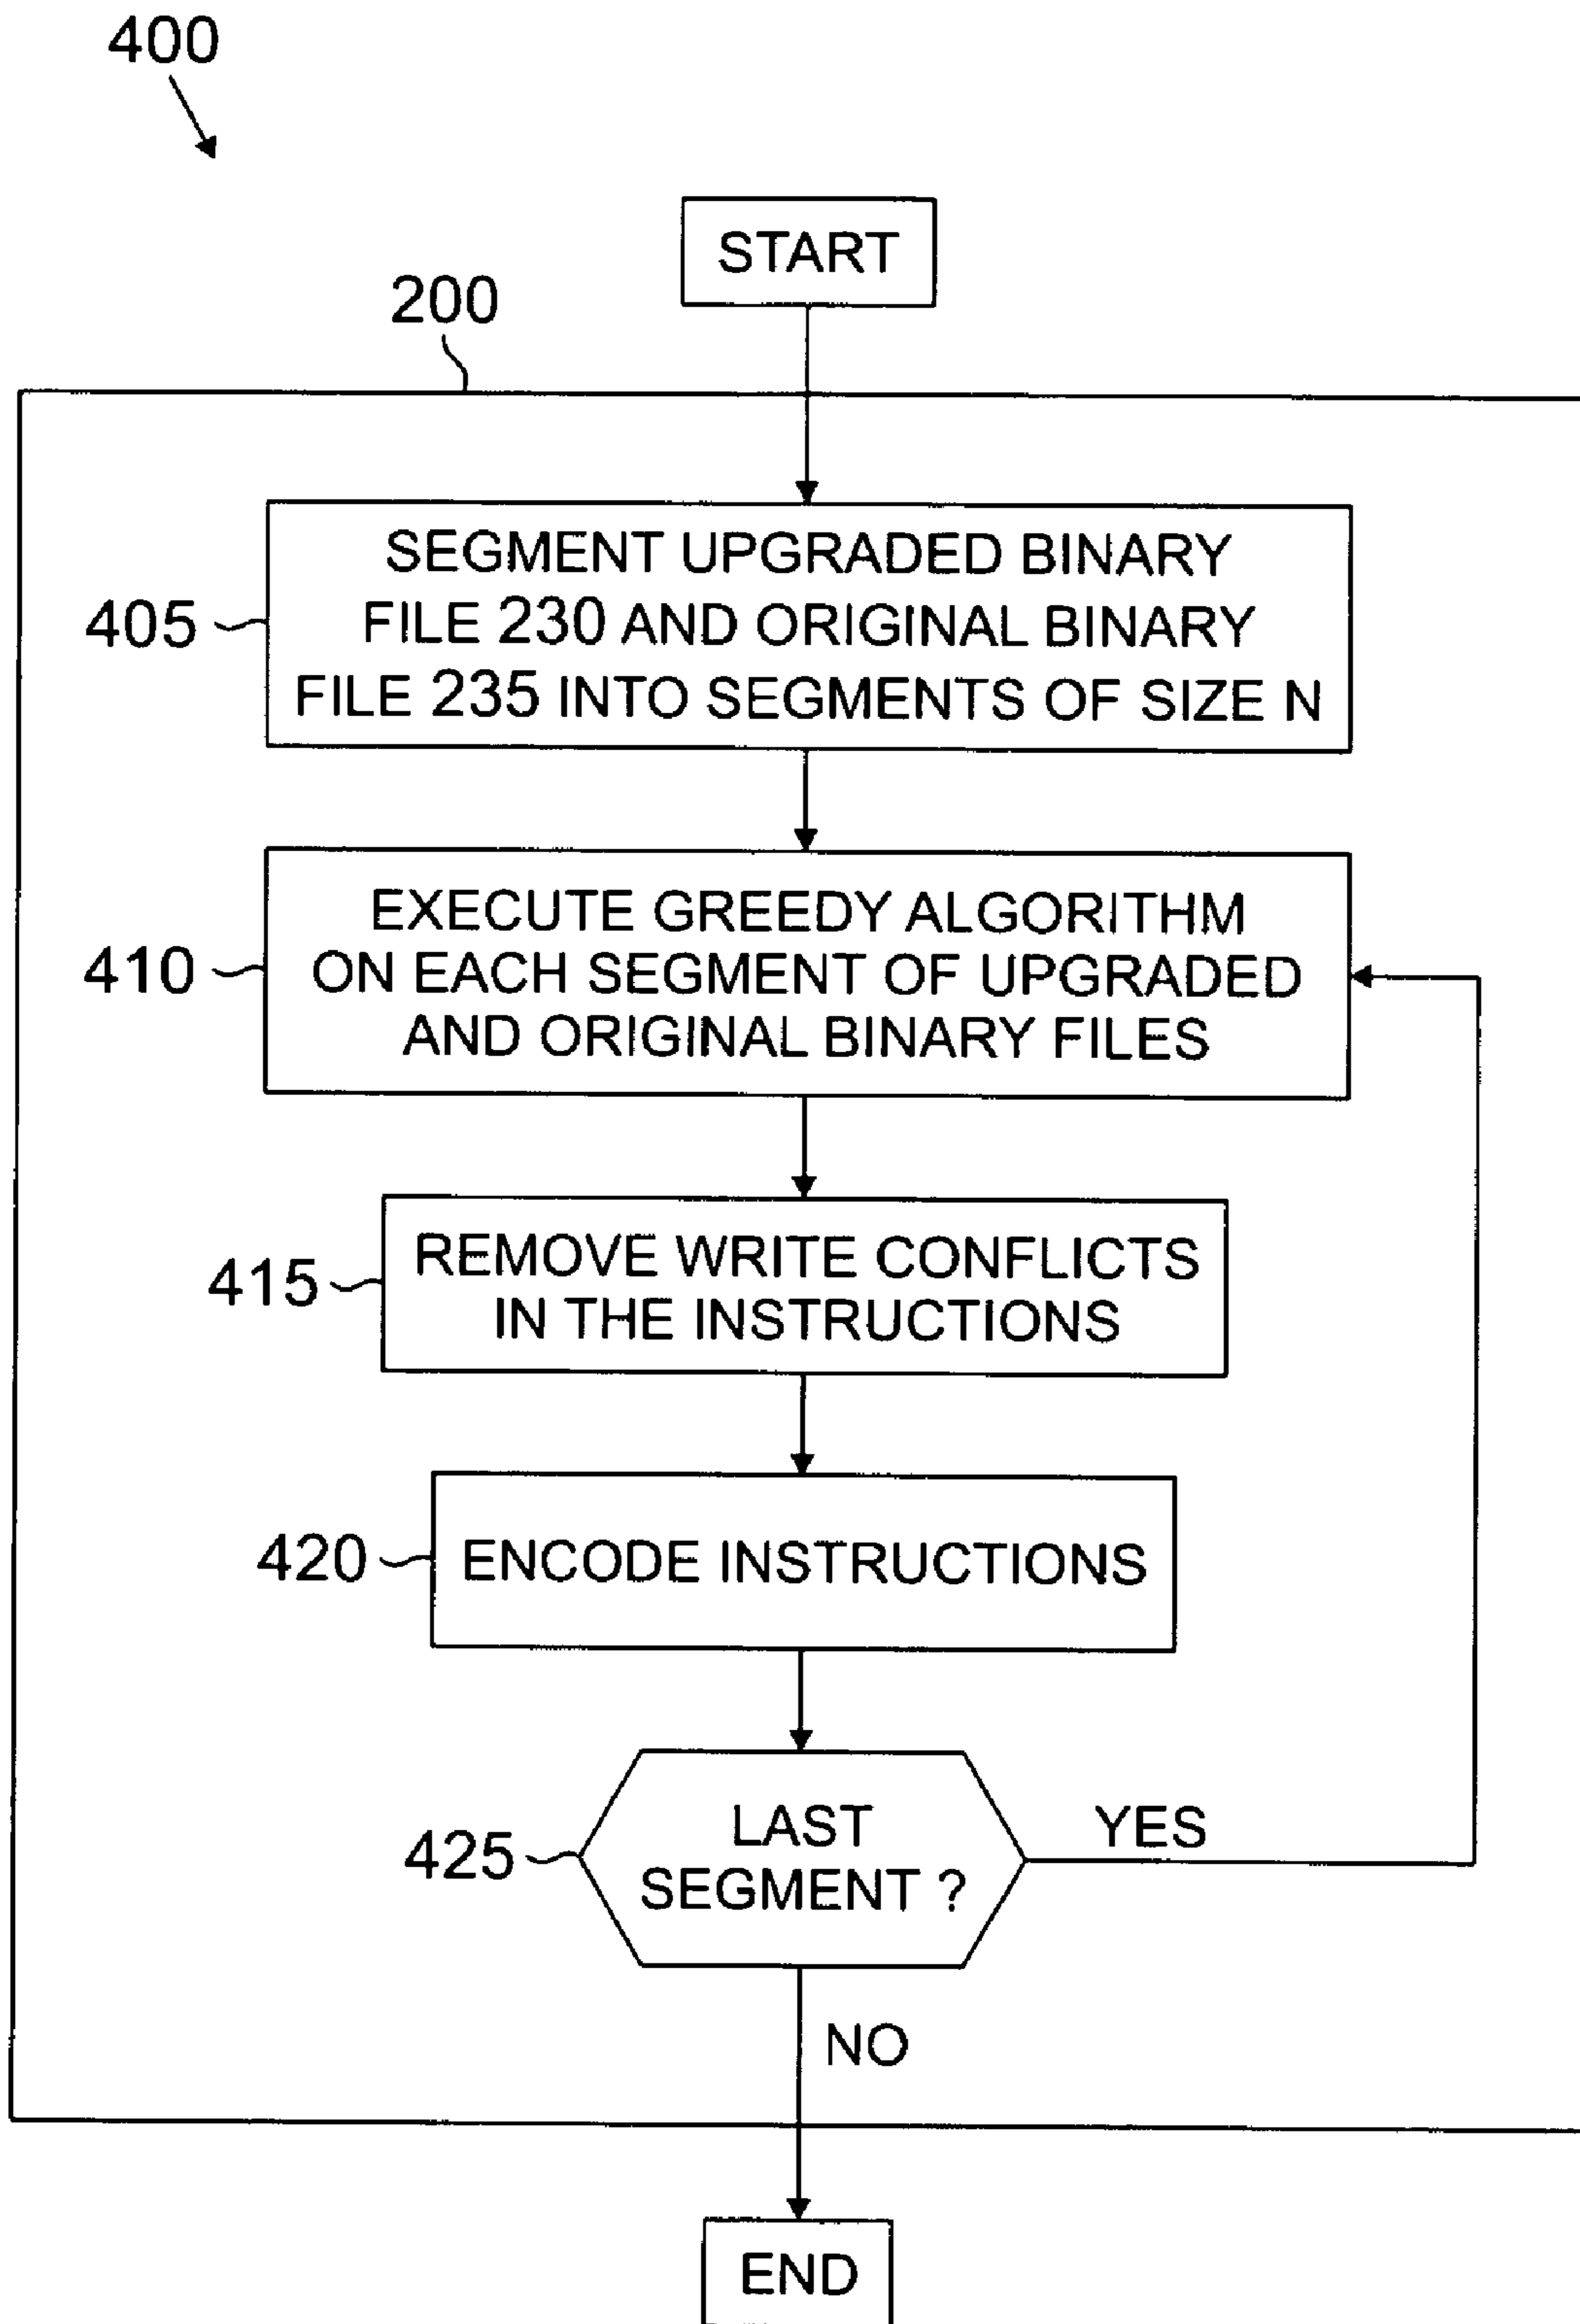 400
START
200
SEGMENT UPGRADED BINARY
FILE 230 AND ORIGINAL BINARY
FILE 235 INTO SEGMENTS OF SIZE N
405
EXECUTE GREEDY ALGORITHM
ON EACH SEGMENT OF UPGRADED
AND ORIGINAL BINARY FILES
410
REMOVE WRITE CONFLICTS
IN THE INSTRUCTIONS
415
ENCODE INSTRUCTIONS
420
LAST
SEGMENT ?
425
YES
NO
END